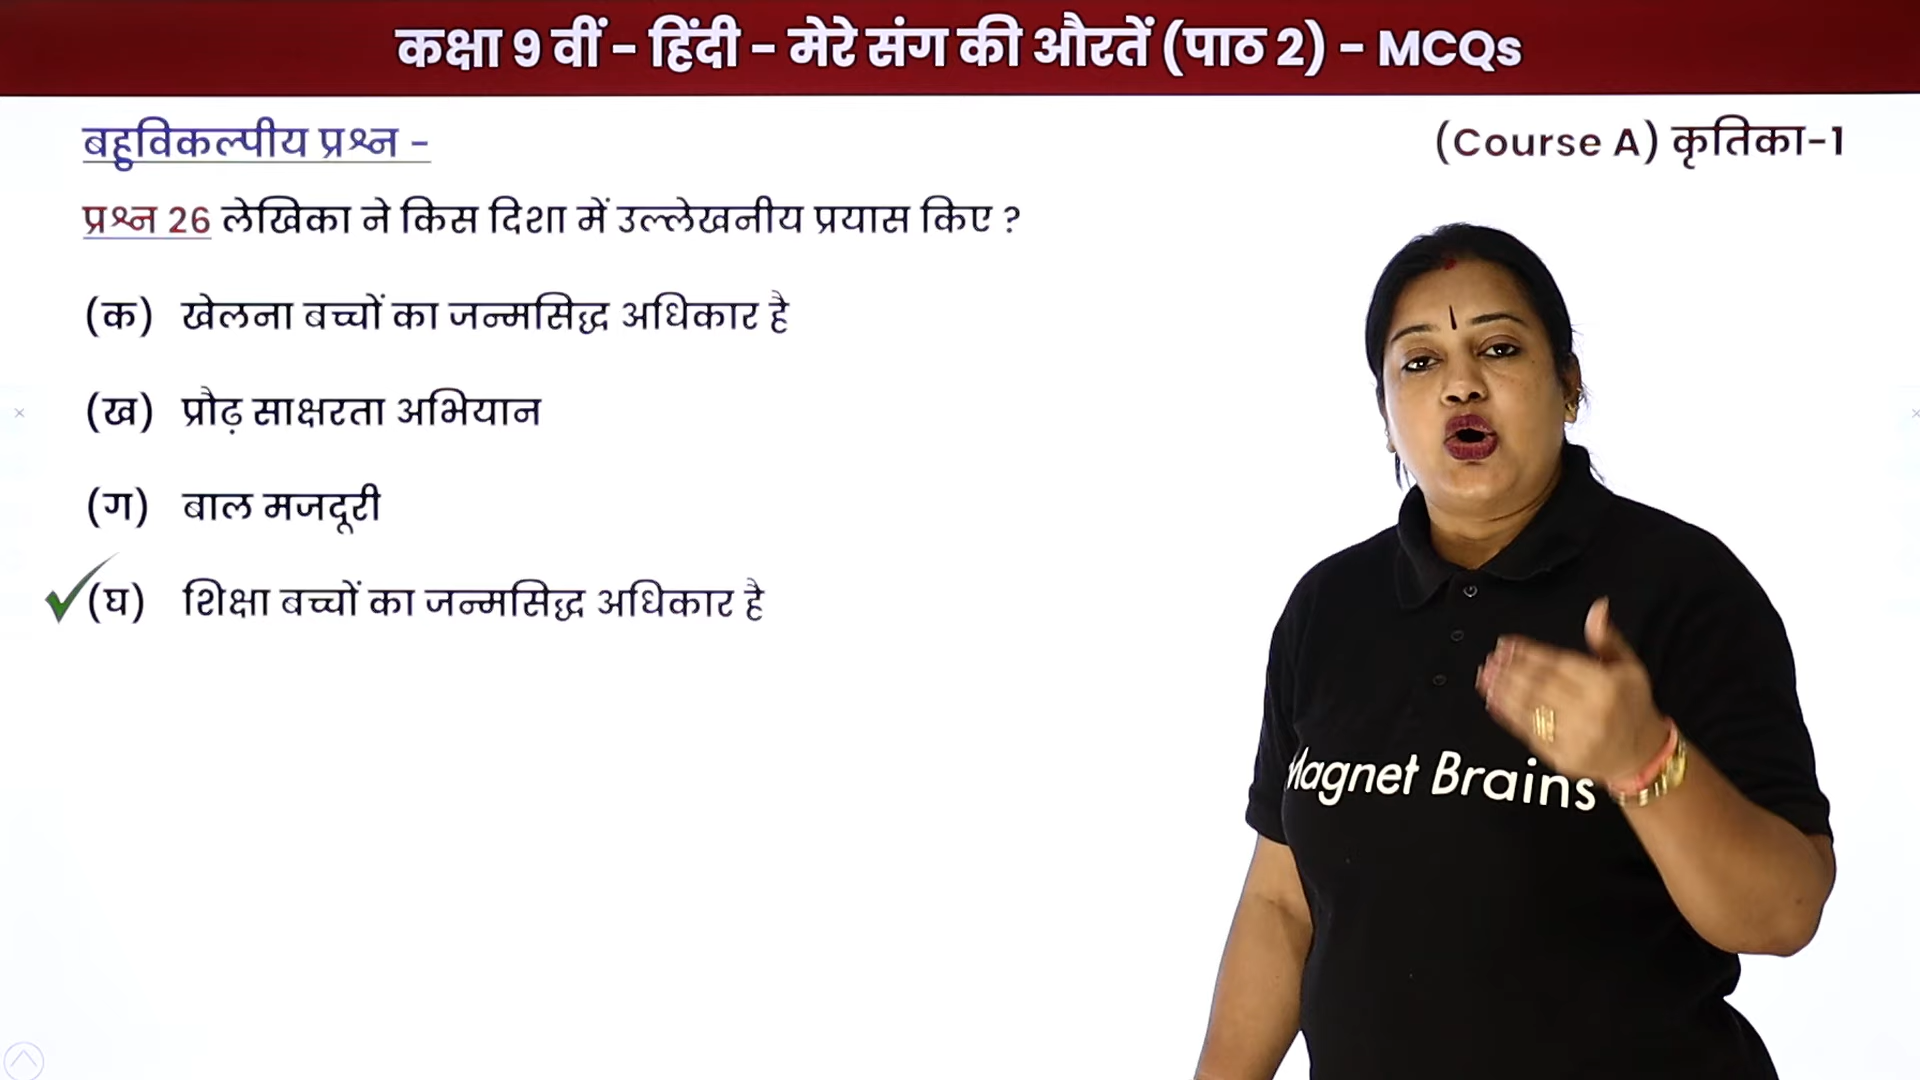 कक्षा 9 वीं - हिंदी - मेरे संग की औरतें (पाठ 2) - MCQs
बहुविकल्पीय प्रश्न -
(Course A) कृतिका-1
प्रश्न 26 लेखिका ने किस दिशा में उल्लेखनीय प्रयास किए ?
(क) खेलना बच्चों का जन्मसिद्ध अधिकार है
(ख) प्रौढ़ साक्षरता अभियान
(ग) बाल मजदूरी
(घ) शिक्षा बच्चों का जन्मसिद्ध अधिकार है
Magnet Brains